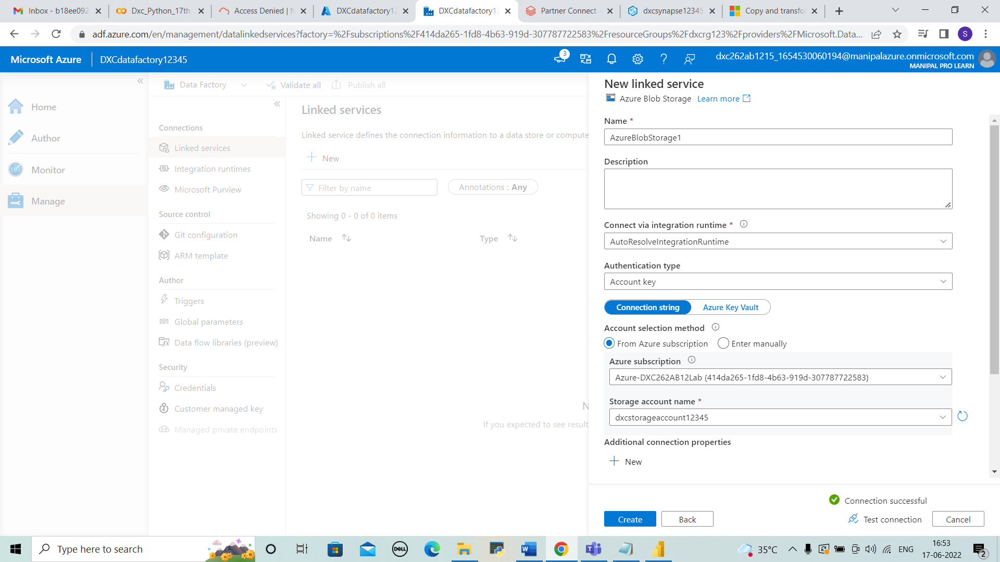 Inbox - b18ee092
Dxc_Python_17th
Access Denied | N
DXCdatafactory12
DXCdatafactory12
Partner Connect -
dxcsynapse12345
Copy and transfo
adf.azure.com/en/management/datalinkedservices?factory=%2Fsubscriptions%2F414da265-1fd8-4b63-919d-307787722583%2FresourceGroups%2Fdxcrg123%2Fproviders%2FMicrosoft.Data...
S
Microsoft Azure
DXCdatafactory12345
3
dxc262ab1215_1654530060194@manipalazure.onmicrosoft.com
MANIPAL PRO LEARN
Home
Author
Monitor
Manage
Data Factory
Validate all
Publish all
Connections
Linked services
Integration runtimes
Microsoft Purview
Source control
Git configuration
ARM template
Author
Triggers
Global parameters
Data flow libraries (preview)
Security
Credentials
Customer managed key
Managed private endpoints
Linked services
Linked service defines the connection information to a data store or compute
New
Filter by name
Annotations : Any
Showing 0 - 0 of 0 items
Name
Type
N
If you expected to see result
New linked service
Azure Blob Storage Learn more
Name *
AzureBlobStorage1
Description
Connect via integration runtime *
AutoResolveIntegrationRuntime
Authentication type
Account key
Connection string
Azure Key Vault
Account selection method
From Azure subscription
Enter manually
Azure subscription
Azure-DXC262AB12Lab (414da265-1fd8-4b63-919d-307787722583)
Storage account name *
dxcstorageaccount12345
Additional connection properties
New
Connection successful
Create
Back
Test connection
Cancel
Type here to search
DELL
35°C
ENG
16:53
17-06-2022
2